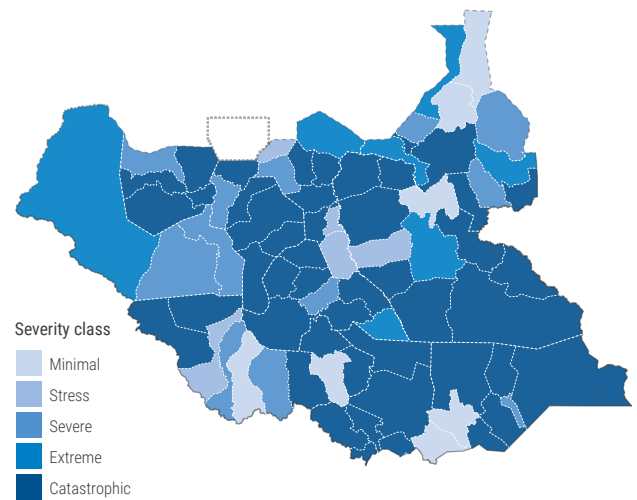 Severity class
Minimal
Stress
Severe
Extreme
Catastrophic